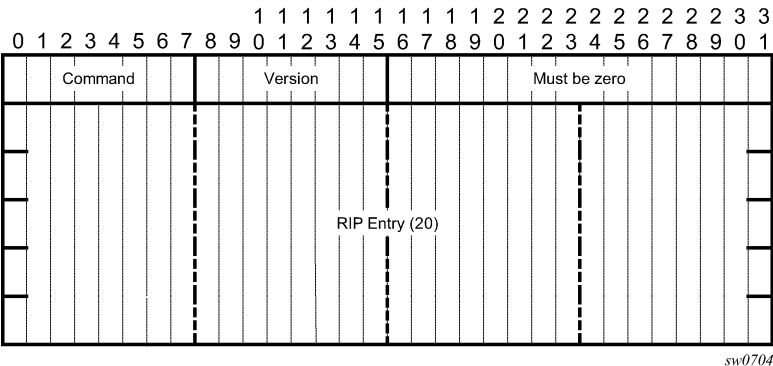 1 1 1 1 1 1 1 1 1 1 2 2 2 2 2 2 2 2 2 2 3 3
0 1 2 3 4 5 6 7 8 9 0 1 2 3 4 5 6 7 8 9 0 1 2 3 4 5 6 7 8 9 0 1
Command Version Must be zero
RIP Entry (20)
sw0704